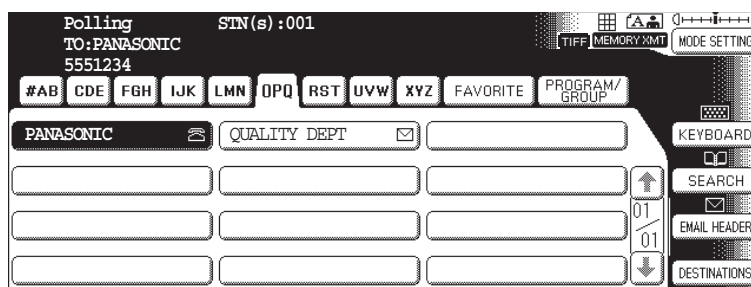 Polling STN(s):001
TO:PANASONIC
TIFF MEMORY XMT MODE SETTING
5551234
#AB CDE FGH IJK LMN OPQ RST UVW XYZ FAVORITE PROGRAM/
GROUP
PANASONIC QUALITY DEPT KEYBOARD
SEARCH
01
EMAIL HEADER
01
DESTINATIONS